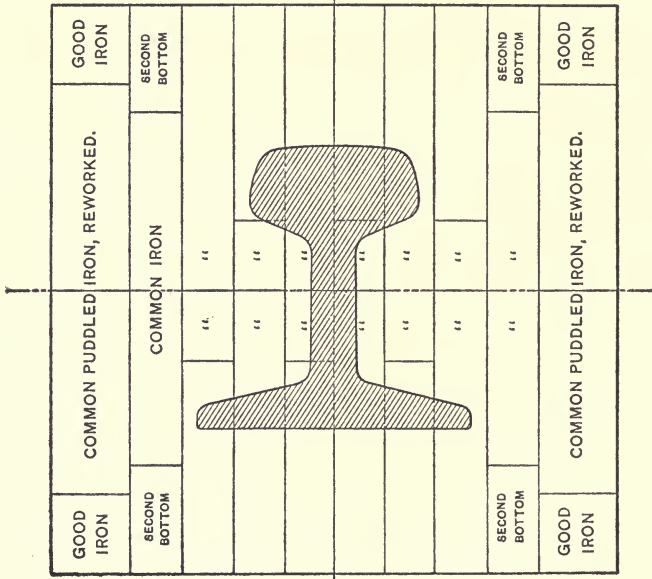 GOOD
IRON
COMMON PUDDLED IRON, REWORKED.
GOOD
IRON
SECOND
BOTTOM
COMMON IRON
SECOND
BOTTOM
" "
" "
" "
" "
" "
" "
SECOND
BOTTOM
" "
SECOND
BOTTOM
GOOD
IRON
COMMON PUDDLED IRON, REWORKED.
GOOD
IRON